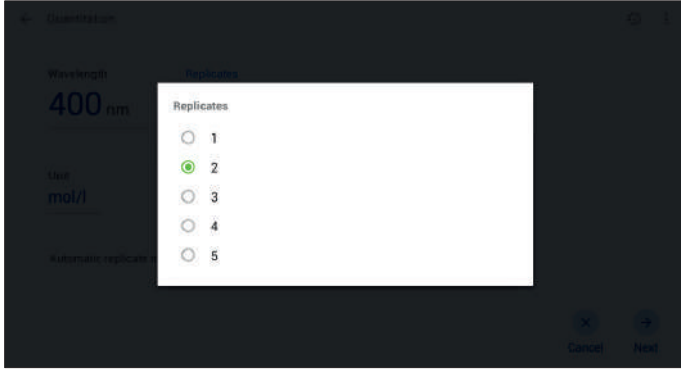 Quantitation
Wavelength
Replicates
400 nm
Replicates
1
2
3
4
5
Unit
mol/l
Automatic replicate
Cancel
Next